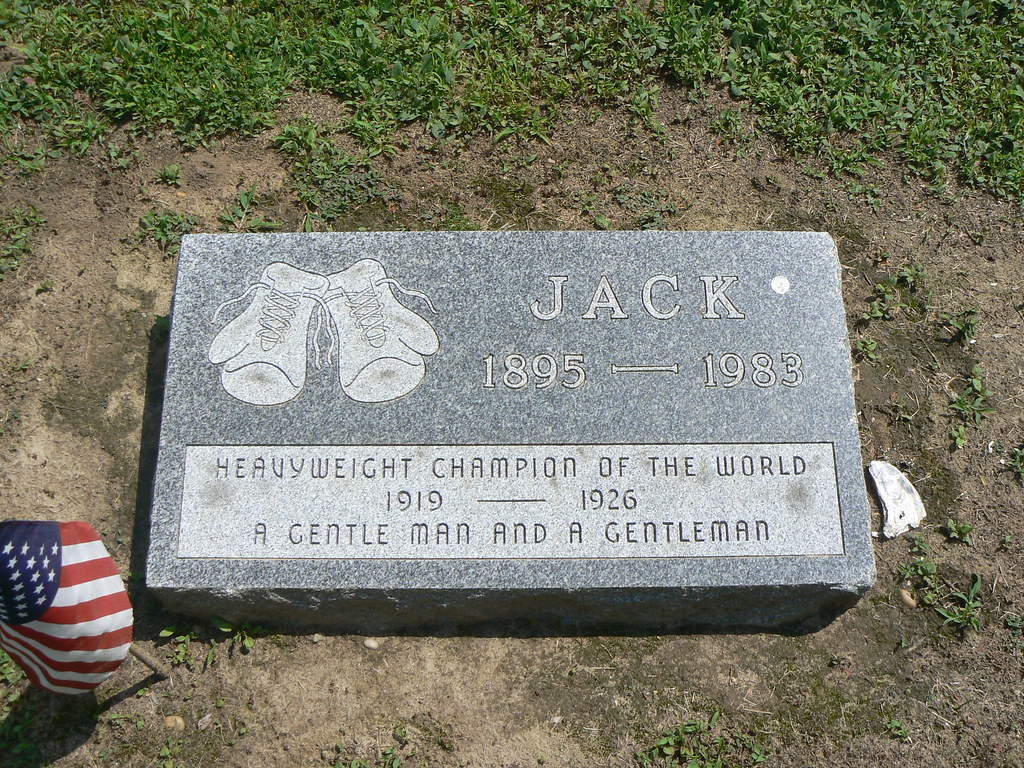 JACK
1895 — 1983
HEAVYWEIGHT CHAMPION OF THE WORLD
1919 — 1926
A GENTLE MAN AND A GENTLEMAN